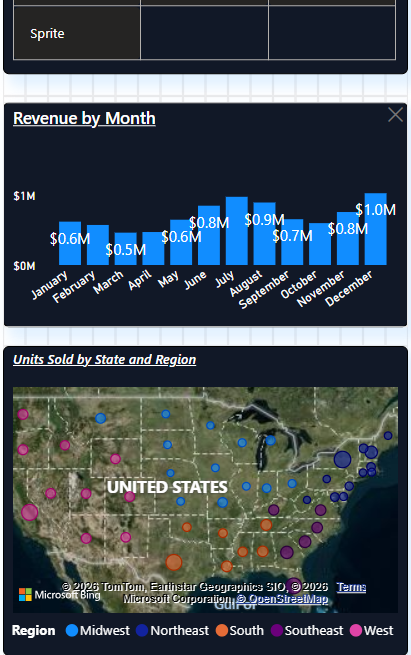 Sprite
Revenue by Month
$1M
$0M
$0.6M
$0.5M
$0.6M
$0.8M
$0.9M
$0.7M
$0.8M
$1.0M
January
February
March
April
May
June
July
August
September
October
November
December
Units Sold by State and Region
UNITED STATES
© 2026 TomTom, Earthstar Geographics SIO, © 2026 Terms
Microsoft Bing
Microsoft Corporation, © OpenStreetMap
Gulf of
Region Midwest Northeast South Southeast West